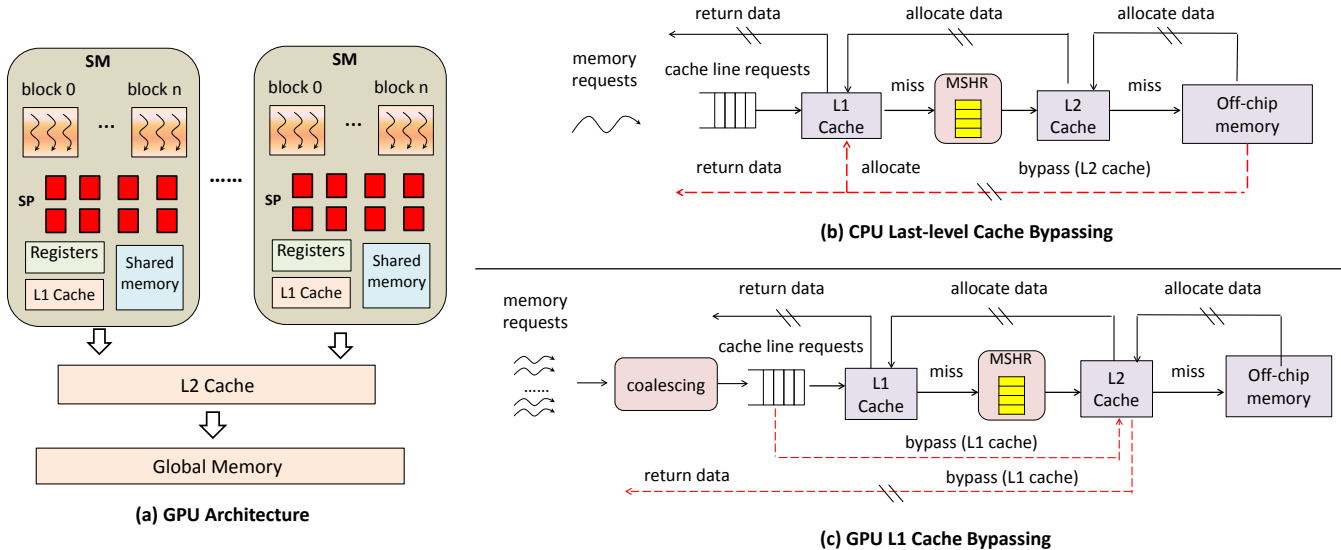 SM
block 0
block n
...
SP
Registers
L1 Cache
Shared
memory
......
SM
block 0
block n
...
SP
Registers
L1 Cache
Shared
memory
L2 Cache
Global Memory
(a) GPU Architecture
return data
allocate data
allocate data
memory
requests
cache line requests
L1
Cache
miss
MSHR
L2
Cache
miss
Off-chip
memory
return data
allocate
bypass (L2 cache)
(b) CPU Last-level Cache Bypassing
memory
requests
return data
allocate data
allocate data
......
coalescing
cache line requests
L1
Cache
miss
MSHR
L2
Cache
miss
Off-chip
memory
bypass (L1 cache)
return data
bypass (L1 cache)
(c) GPU L1 Cache Bypassing